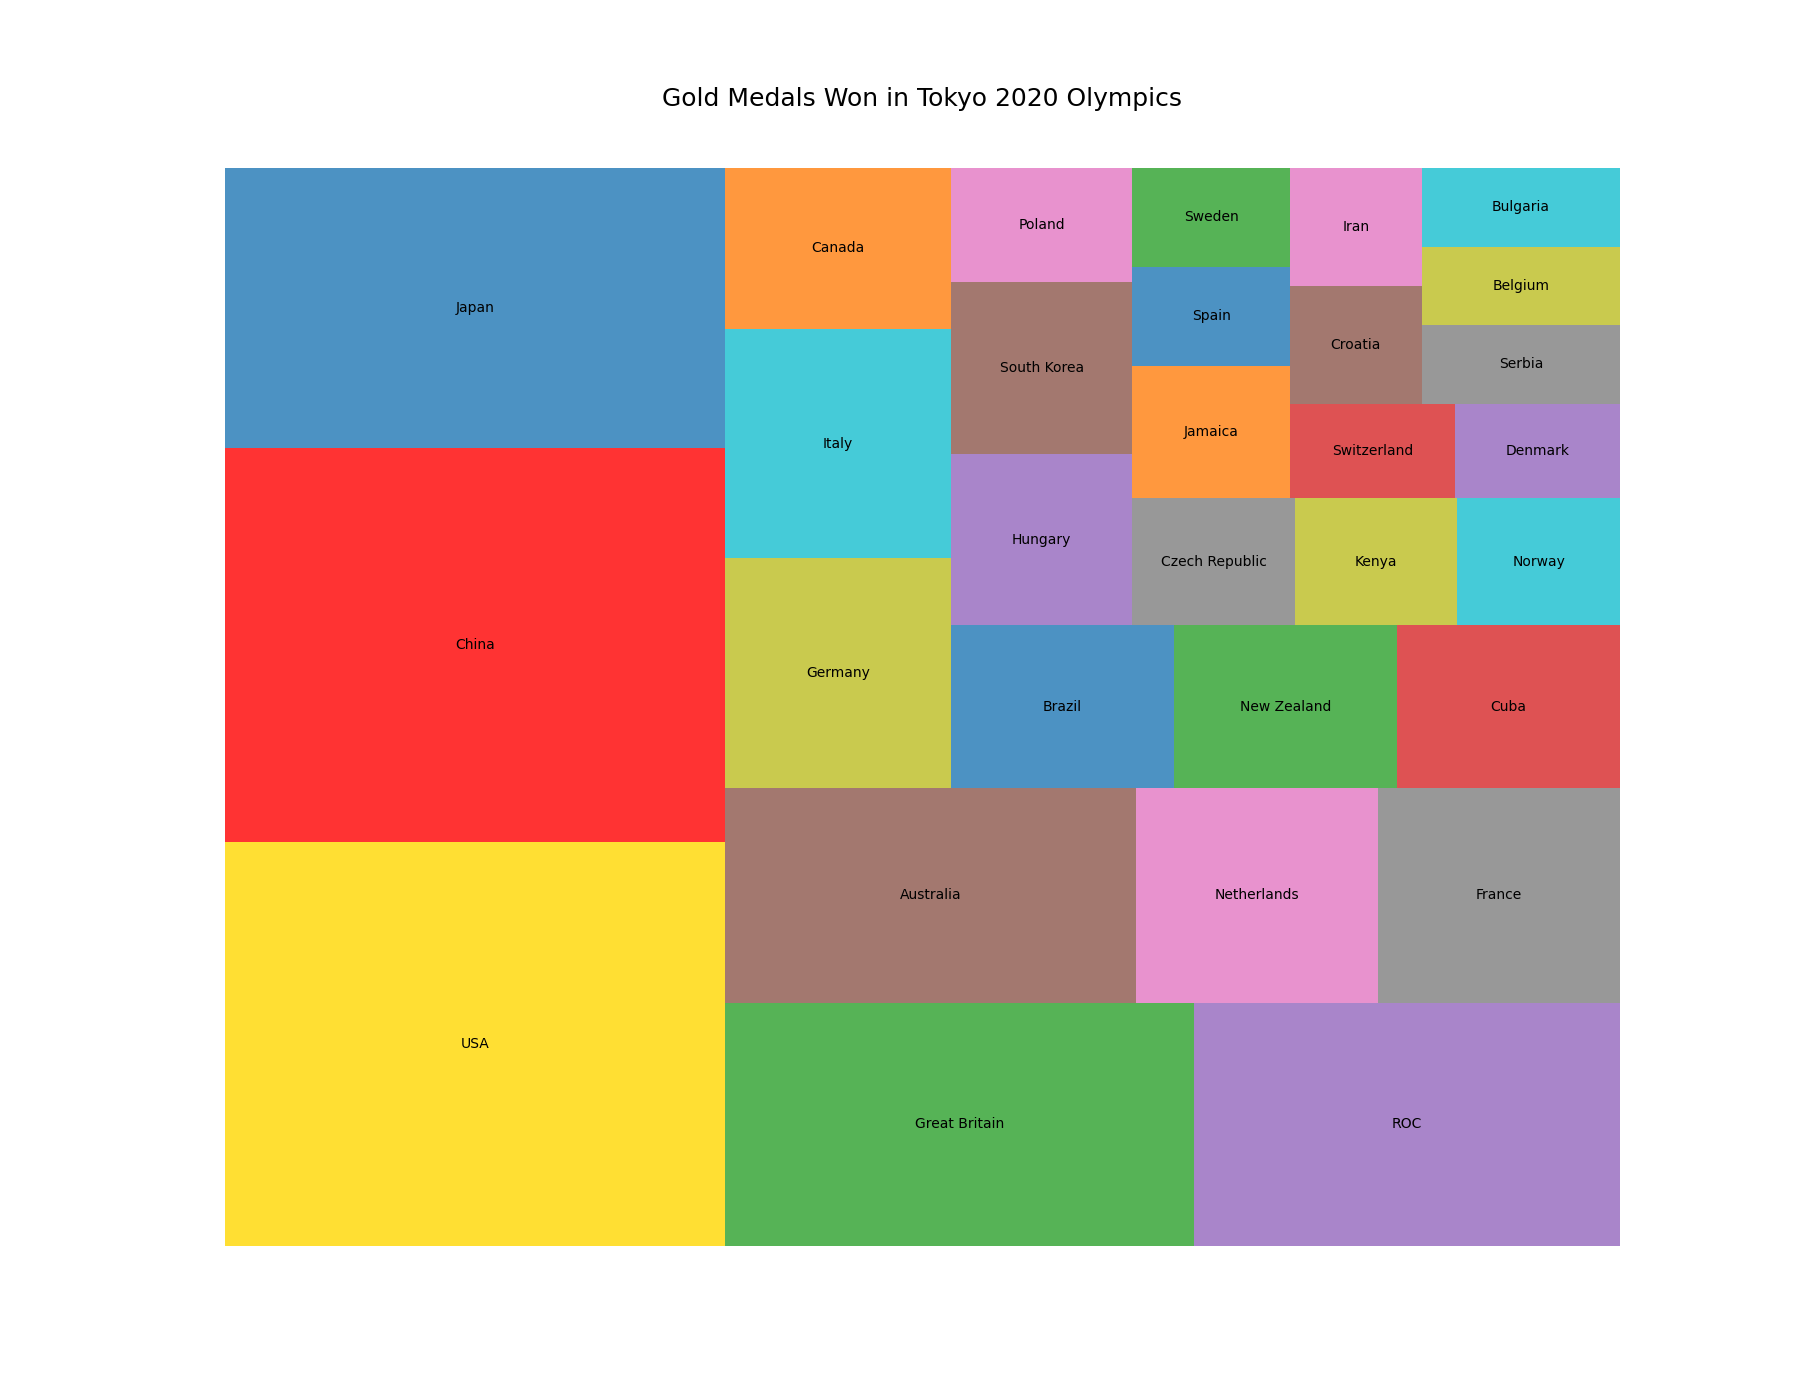 Gold Medals Won in Tokyo 2020 Olympics
Japan
China
USA
Canada
Italy
Germany
Poland
South Korea
Hungary
Sweden
Spain
Jamaica
Iran
Croatia
Bulgaria
Belgium
Serbia
Switzerland
Denmark
Czech Republic
Kenya
Norway
Brazil
New Zealand
Cuba
Australia
Netherlands
France
Great Britain
ROC